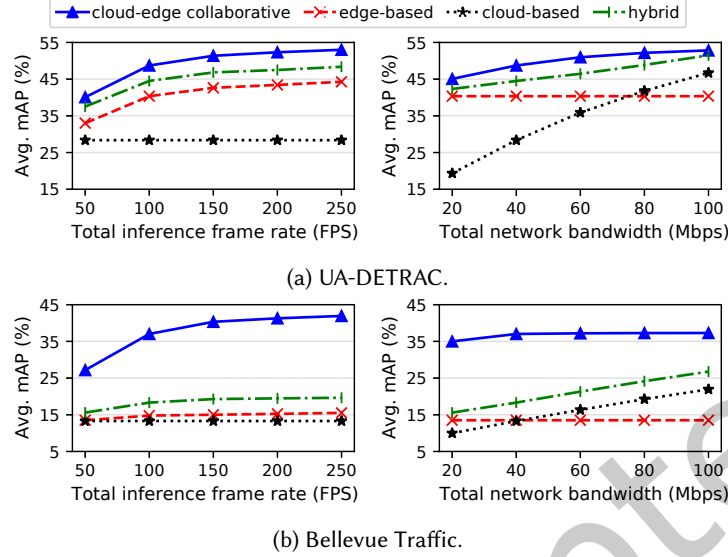 cloud-edge collaborative edge-based cloud-based hybrid
55
45
35
25
15
Avg. mAP (%)
50 100 150 200 250
Total inference frame rate (FPS)
55
45
35
25
15
Avg. mAP (%)
20 40 60 80 100
Total network bandwidth (Mbps)
(a) UA-DETRAC.
45
35
25
15
5
Avg. mAP (%)
50 100 150 200 250
Total inference frame rate (FPS)
45
35
25
15
5
Avg. mAP (%)
20 40 60 80 100
Total network bandwidth (Mbps)
(b) Bellevue Traffic.